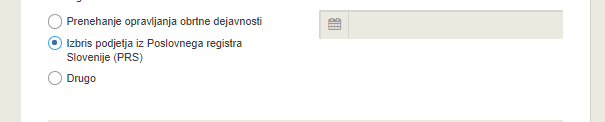 Prenehanje opravljanja obrtne dejavnosti
Izbris podjetja iz Poslovnega registra
Slovenije (PRS)
Drugo